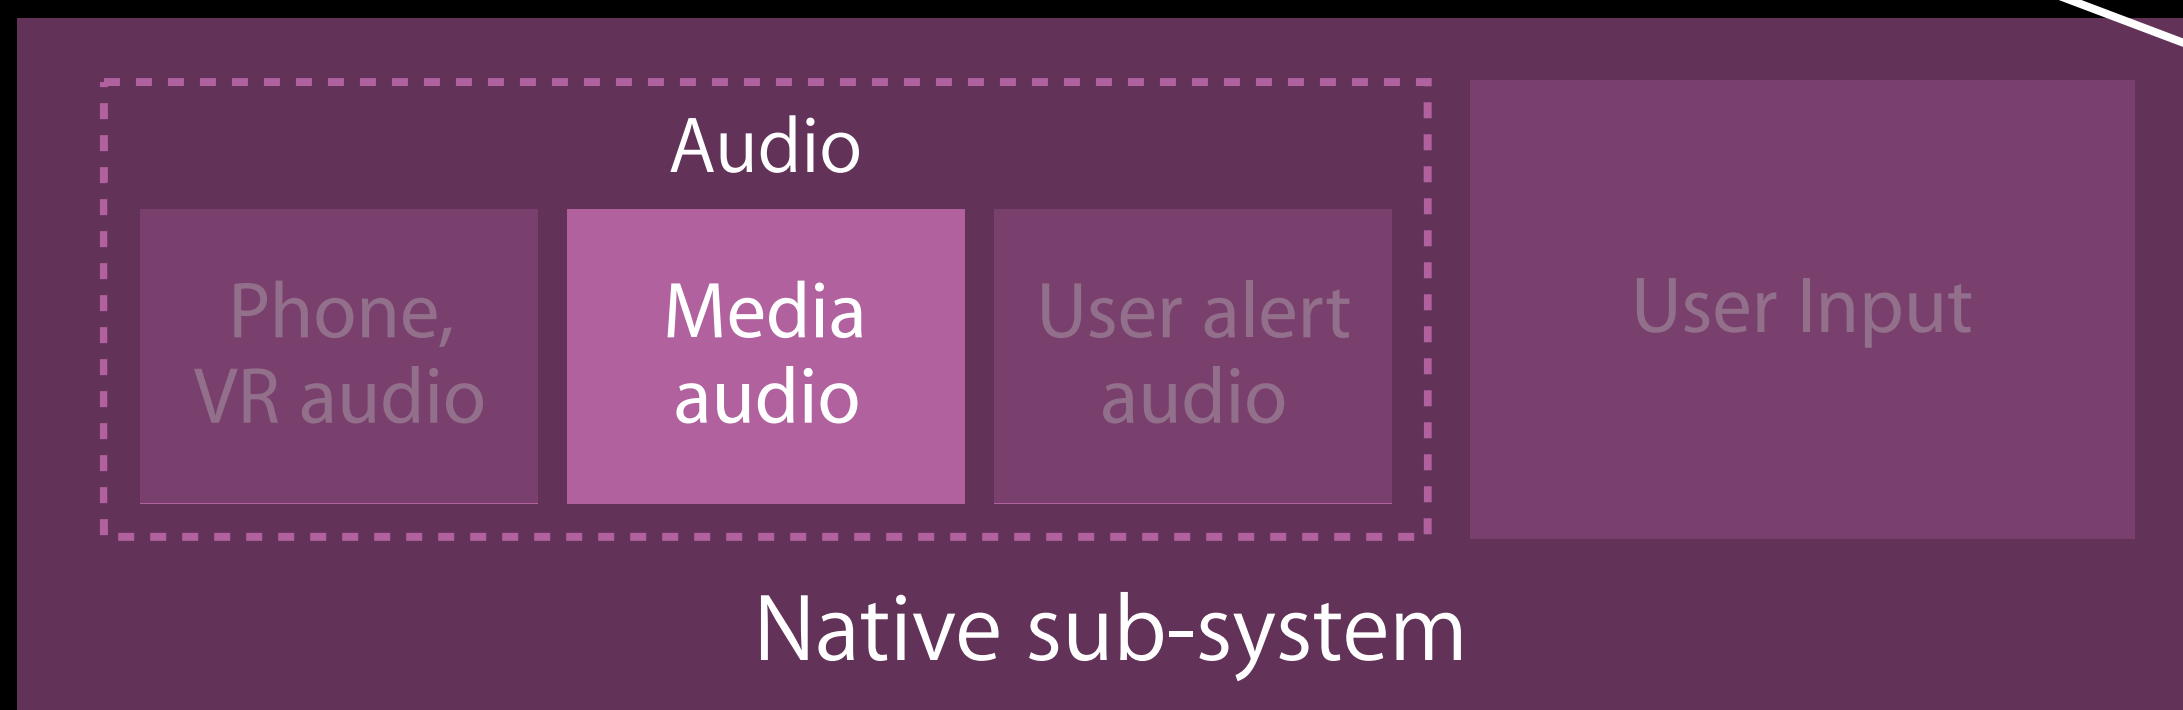 Audio
Phone,
VR audio
Media
audio
User alert
audio
User Input
Native sub-system